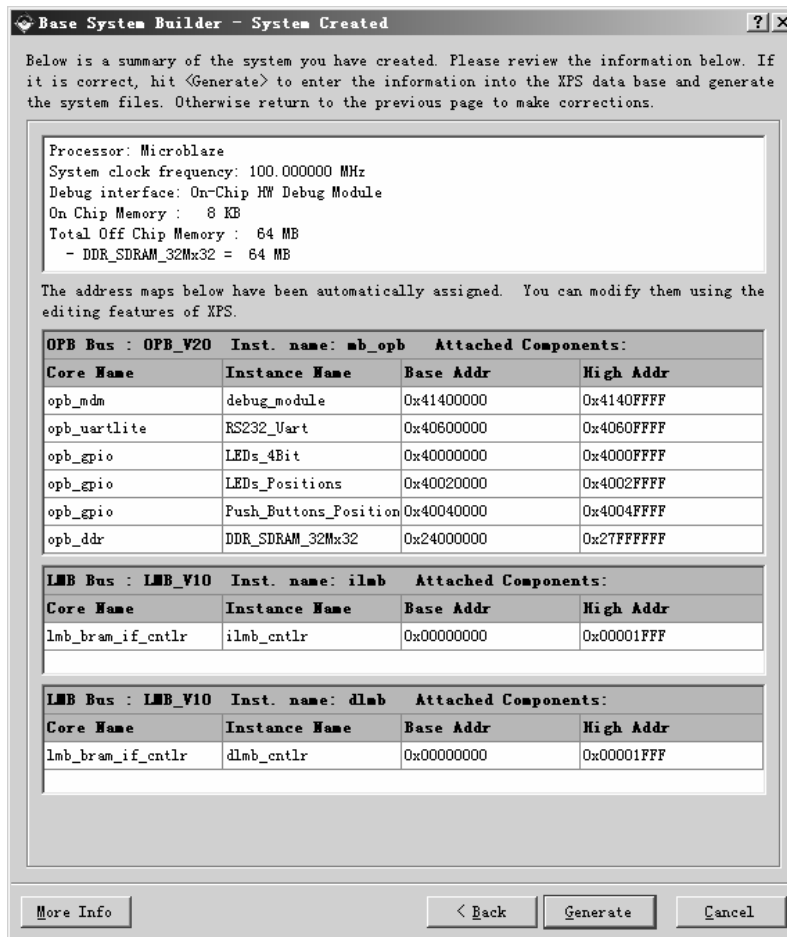 Base System Builder - System Created
Below is a summary of the system you have created. Please review the information below. If
it is correct, hit <Generate> to enter the information into the XPS data base and generate
the system files. Otherwise return to the previous page to make corrections.
Processor: Microblaze
System clock frequency: 100.000000 MHz
Debug interface: On-Chip HW Debug Module
On Chip Memory : 8 KB
Total Off Chip Memory : 64 MB
- DDR_SDRAM_32Mx32 = 64 MB
The address maps below have been automatically assigned. You can modify them using the
editing features of XPS.
OPB Bus : OPB_V20 Inst. name: mb_opb Attached Components:
Core Name Instance Name Base Addr High Addr
opb_mdm debug_module 0x41400000 0x4140FFFF
opb_uartlite RS232_Uart 0x40600000 0x4060FFFF
opb_gpio LEDs_4Bit 0x40000000 0x4000FFFF
opb_gpio LEDs_Positions 0x40020000 0x4002FFFF
opb_gpio Push_Buttons_Position 0x40040000 0x4004FFFF
opb_ddr DDR_SDRAM_32Mx32 0x24000000 0x27FFFFFF
LMB Bus : LMB_V10 Inst. name: ilmb Attached Components:
Core Name Instance Name Base Addr High Addr
lmb_bram_if_cntlr ilmb_cntlr 0x00000000 0x00001FFF
LMB Bus : LMB_V10 Inst. name: dlmb Attached Components:
Core Name Instance Name Base Addr High Addr
lmb_bram_if_cntlr dlmb_cntlr 0x00000000 0x00001FFF
More Info < Back Generate Cancel